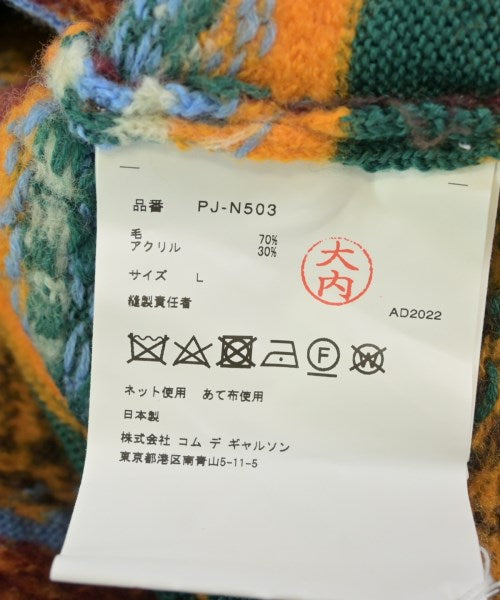 品番 PJ-N503
毛 70%
アクリル 30%
サイズ L
縫製責任者
大内
AD2022
F
W
ネット使用 あて布使用
日本製
株式会社 コム デ ギャルソン
東京都港区南青山5-11-5